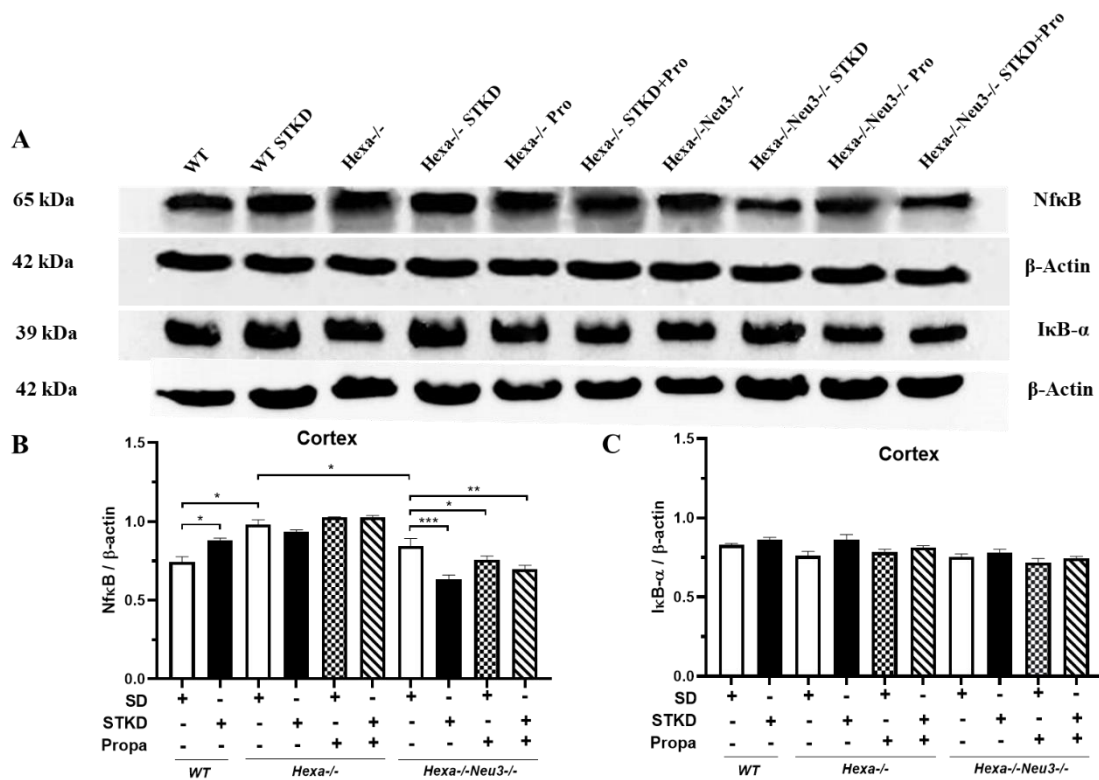 A
WT
WT STKD
Hexa-/-
Hexa-/- STKD
Hexa-/- Pro
Hexa-/- STKD+Pro
Hexa-/-Neu3-/-
Hexa-/-Neu3-/- STKD
Hexa-/-Neu3-/- Pro
Hexa-/-Neu3-/- STKD+Pro
65 kDa NfκB
42 kDa β-Actin
39 kDa IκB-α
42 kDa β-Actin
B
Cortex
NfκB / β-actin
1.5
1.0
0.5
0.0
* * * *** * **
SD + - + - + - + - + -
STKD - + - + - + - + - +
Propa - - - - + + - - + +
WT Hexa-/- Hexa-/-Neu3-/-
C
Cortex
IκB-α / β-actin
1.5
1.0
0.5
0.0
SD + - + - + - + - + -
STKD - + - + - + - + - +
Propa - - - - + + - - + +
WT Hexa-/- Hexa-/-Neu3-/-